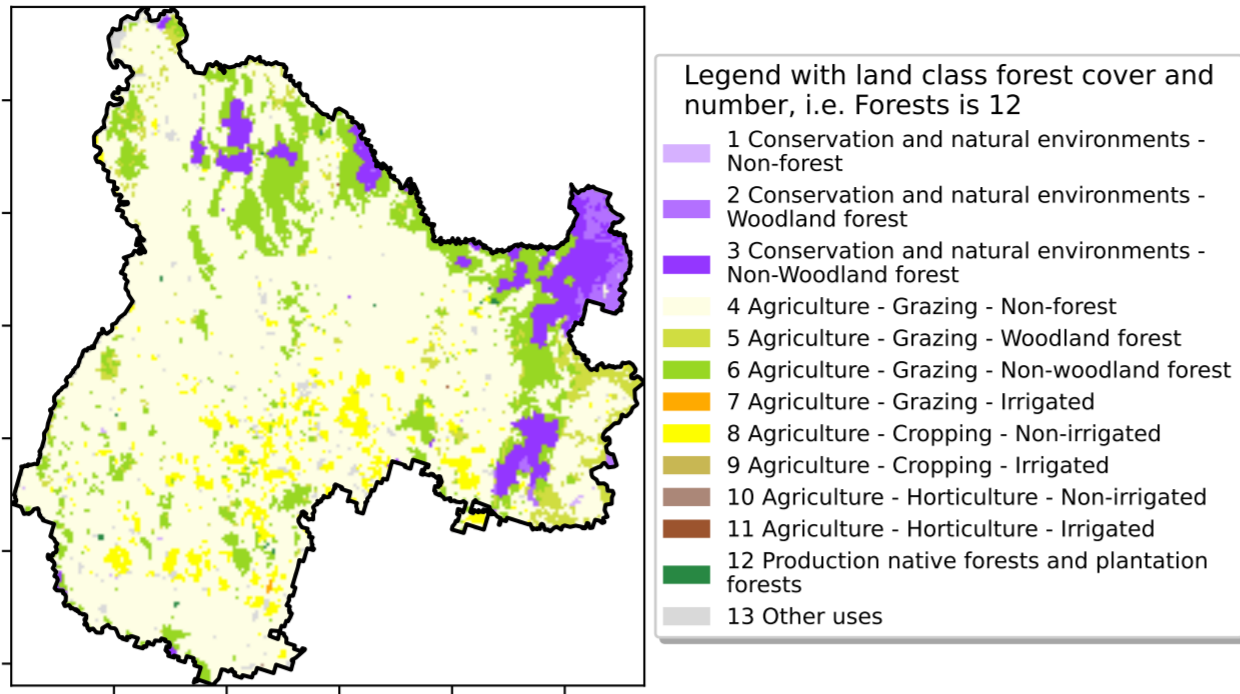 Legend with land class forest cover and
number, i.e. Forests is 12
1 Conservation and natural environments -
Non-forest
2 Conservation and natural environments -
Woodland forest
3 Conservation and natural environments -
Non-Woodland forest
4 Agriculture - Grazing - Non-forest
5 Agriculture - Grazing - Woodland forest
6 Agriculture - Grazing - Non-woodland forest
7 Agriculture - Grazing - Irrigated
8 Agriculture - Cropping - Non-irrigated
9 Agriculture - Cropping - Irrigated
10 Agriculture - Horticulture - Non-irrigated
11 Agriculture - Horticulture - Irrigated
12 Production native forests and plantation
forests
13 Other uses